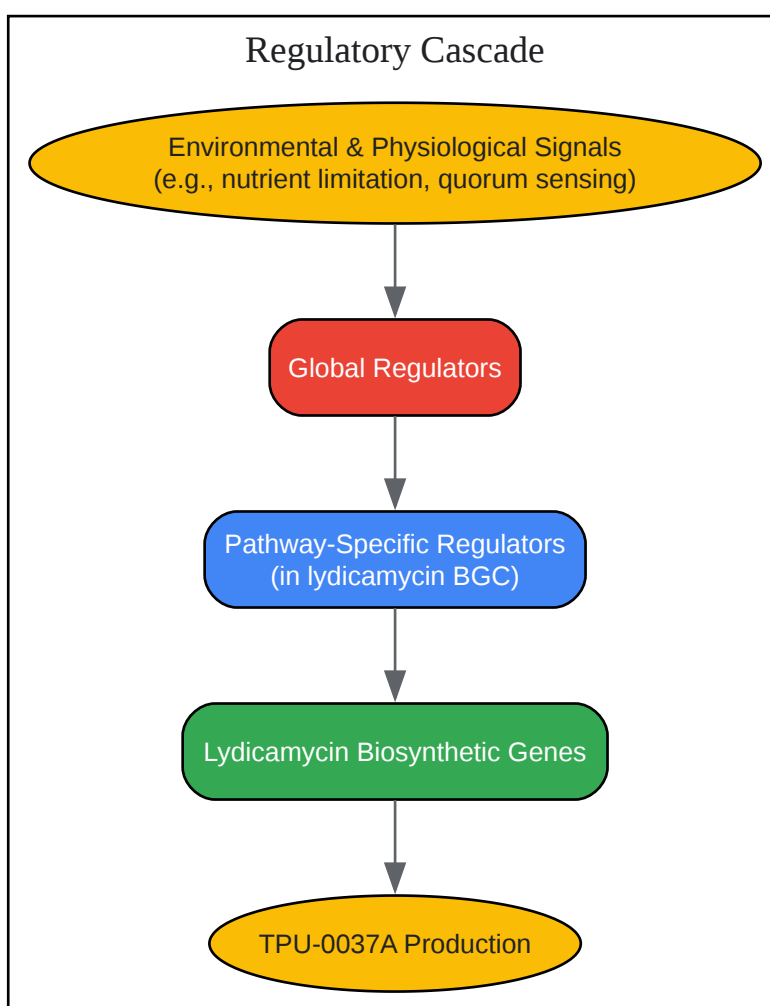 Regulatory Cascade
Environmental & Physiological Signals
(e.g., nutrient limitation, quorum sensing)
Global Regulators
Pathway-Specific Regulators
(in lydicamycin BGC)
Lydicamycin Biosynthetic Genes
TPU-0037A Production